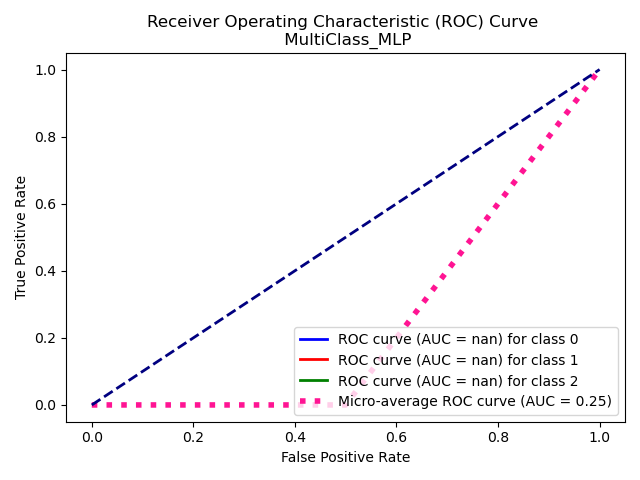 Receiver Operating Characteristic (ROC) Curve
MultiClass_MLP
True Positive Rate
1.0
0.8
0.6
0.4
0.2
0.0
ROC curve (AUC = nan) for class 0
ROC curve (AUC = nan) for class 1
ROC curve (AUC = nan) for class 2
Micro-average ROC curve (AUC = 0.25)
0.0 0.2 0.4 0.6 0.8 1.0
False Positive Rate